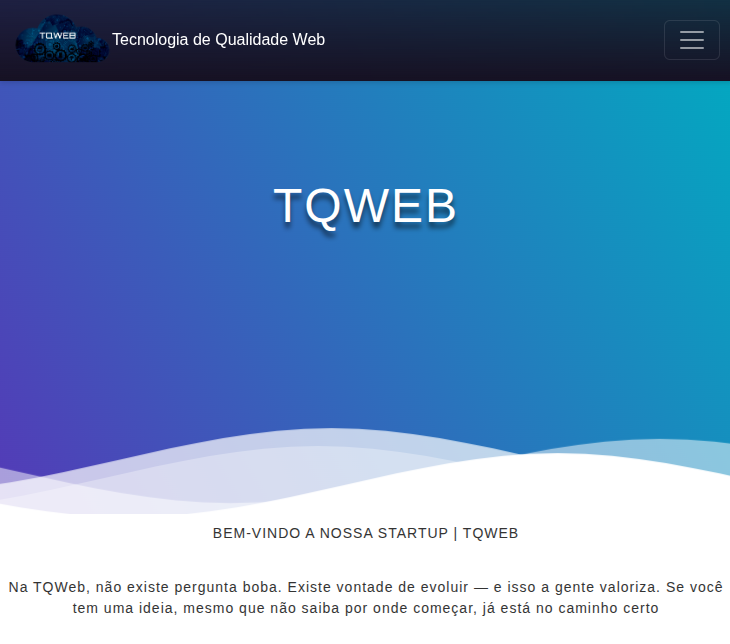 TQWEB
Tecnologia de Qualidade Web
TQWEB
BEM-VINDO A NOSSA STARTUP | TQWEB
Na TQWeb, não existe pergunta boba. Existe vontade de evoluir — e isso a gente valoriza. Se você
tem uma ideia, mesmo que não saiba por onde começar, já está no caminho certo